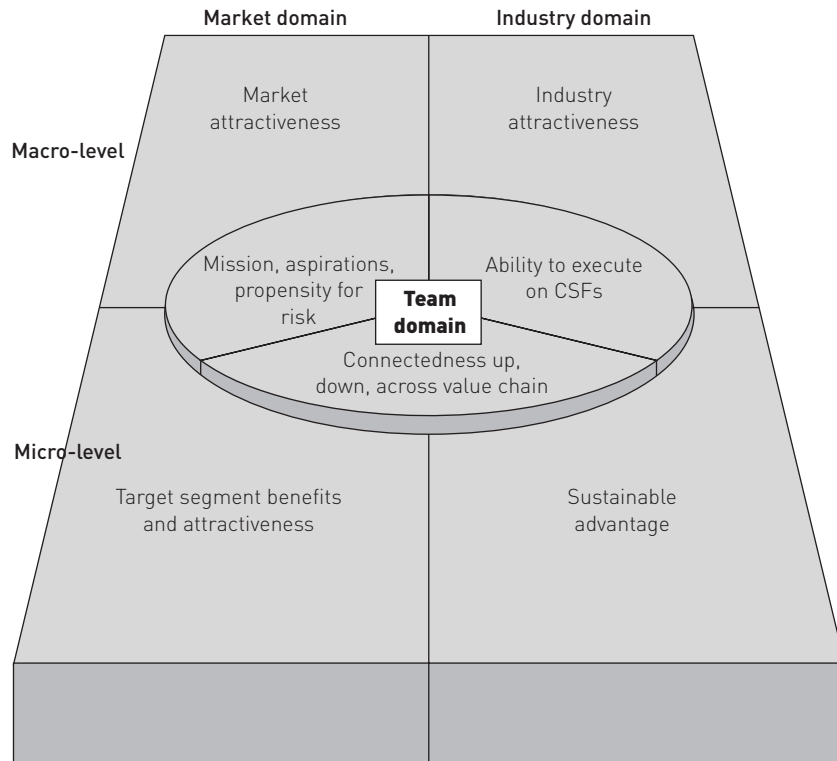 Market domain
Industry domain
Market
attractiveness
Industry
attractiveness
Macro-level
Mission, aspirations,
propensity for
risk
Ability to execute
on CSFs
Team
domain
Connectedness up,
down, across value chain
Micro-level
Target segment benefits
and attractiveness
Sustainable
advantage